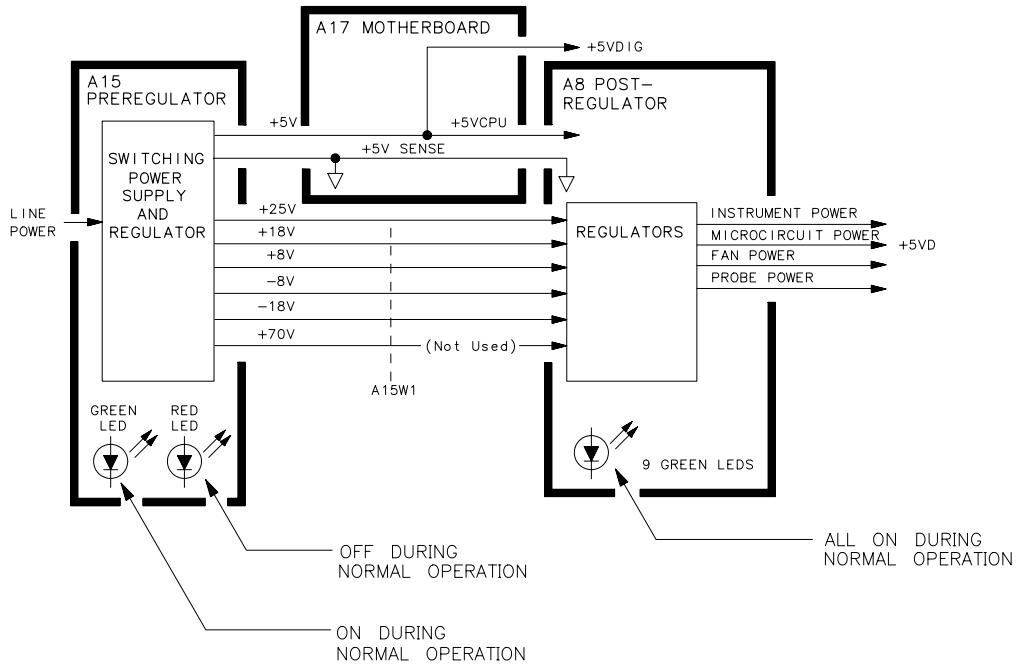 A17 MOTHERBOARD
+5VDIG
A15
PREREGULATOR
A8 POST-
REGULATOR
+5V
+5VCPU
+5V SENSE
SWITCHING
POWER
SUPPLY
AND
REGULATOR
LINE
POWER
+25V
+18V
+8V
-8V
-18V
+70V
(Not Used)
A15W1
REGULATORS
INSTRUMENT POWER
MICROCIRCUIT POWER
+5VD
FAN POWER
PROBE POWER
GREEN
LED
RED
LED
9 GREEN LEDS
OFF DURING
NORMAL OPERATION
ALL ON DURING
NORMAL OPERATION
ON DURING
NORMAL OPERATION